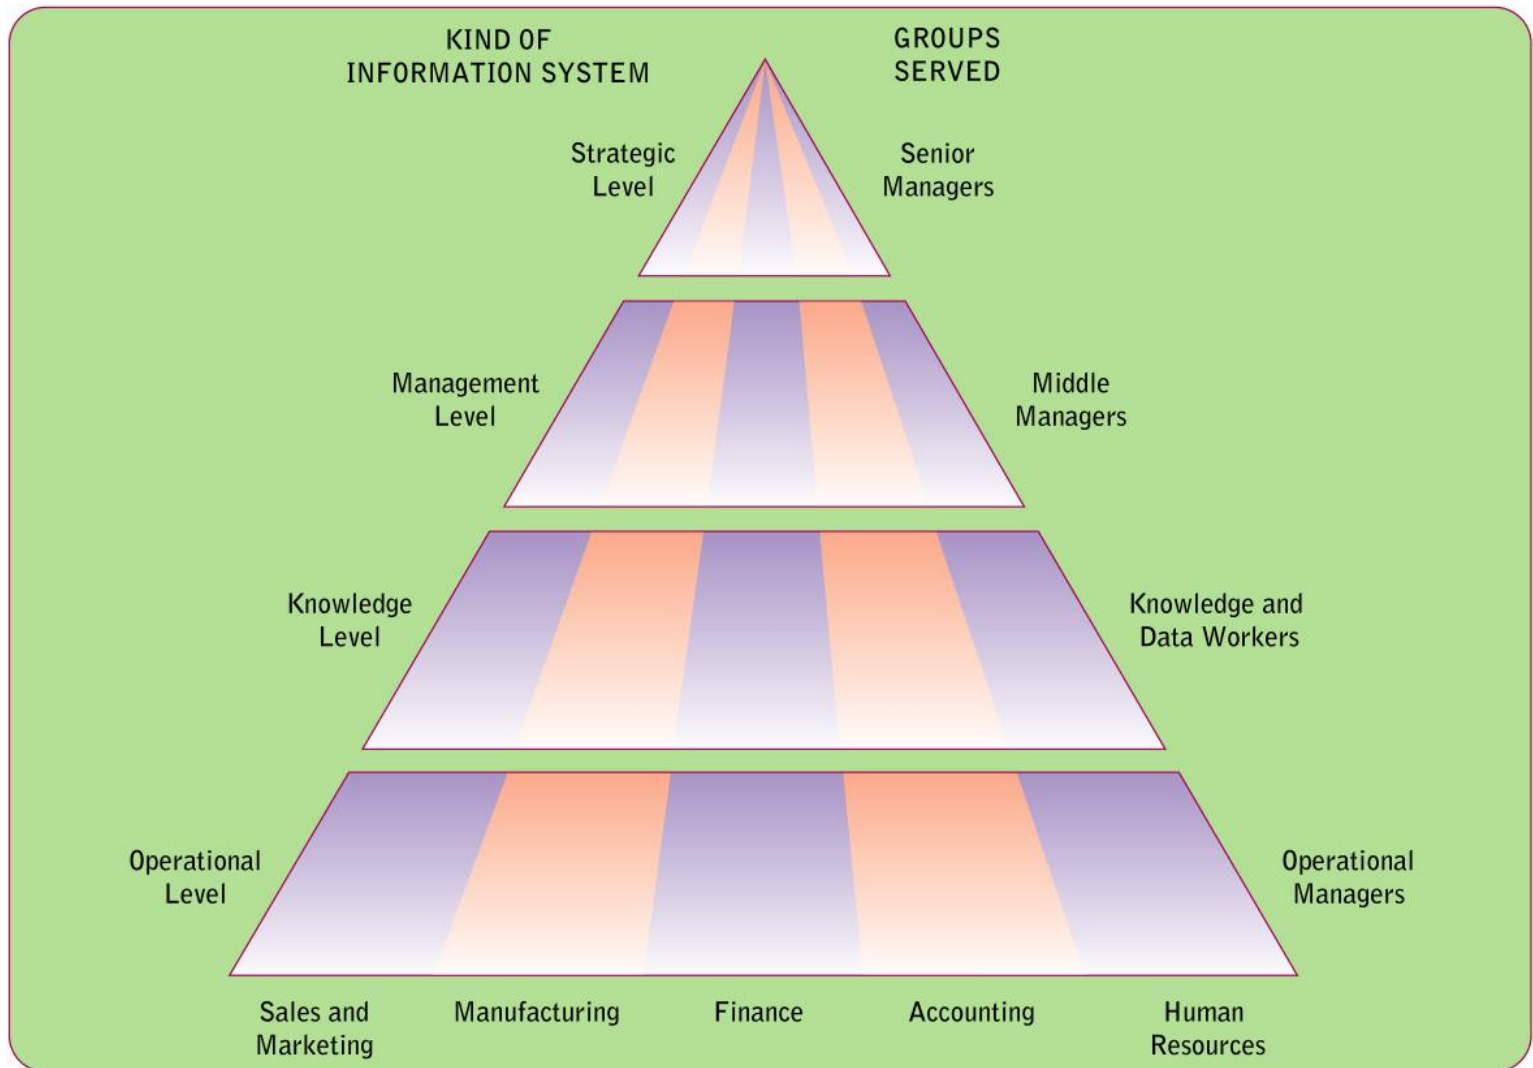 KIND OF
INFORMATION SYSTEM
GROUPS
SERVED
Strategic
Level
Senior
Managers
Management
Level
Middle
Managers
Knowledge
Level
Knowledge and
Data Workers
Operational
Level
Operational
Managers
Sales and
Marketing
Manufacturing
Finance
Accounting
Human
Resources